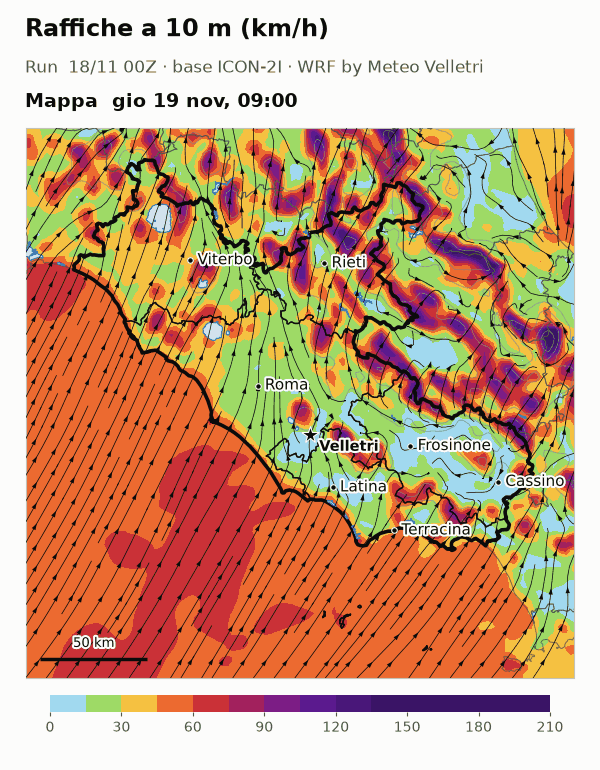 Raffiche a 10 m (km/h)
Run 18/11 00Z · base ICON-2I · WRF by Meteo Velletri
Mappa gio 19 nov, 09:00
Viterbo
Rieti
Roma
Velletri
Frosinone
Latina
Cassino
Terracina
50 km
0 30 60 90 120 150 180 210